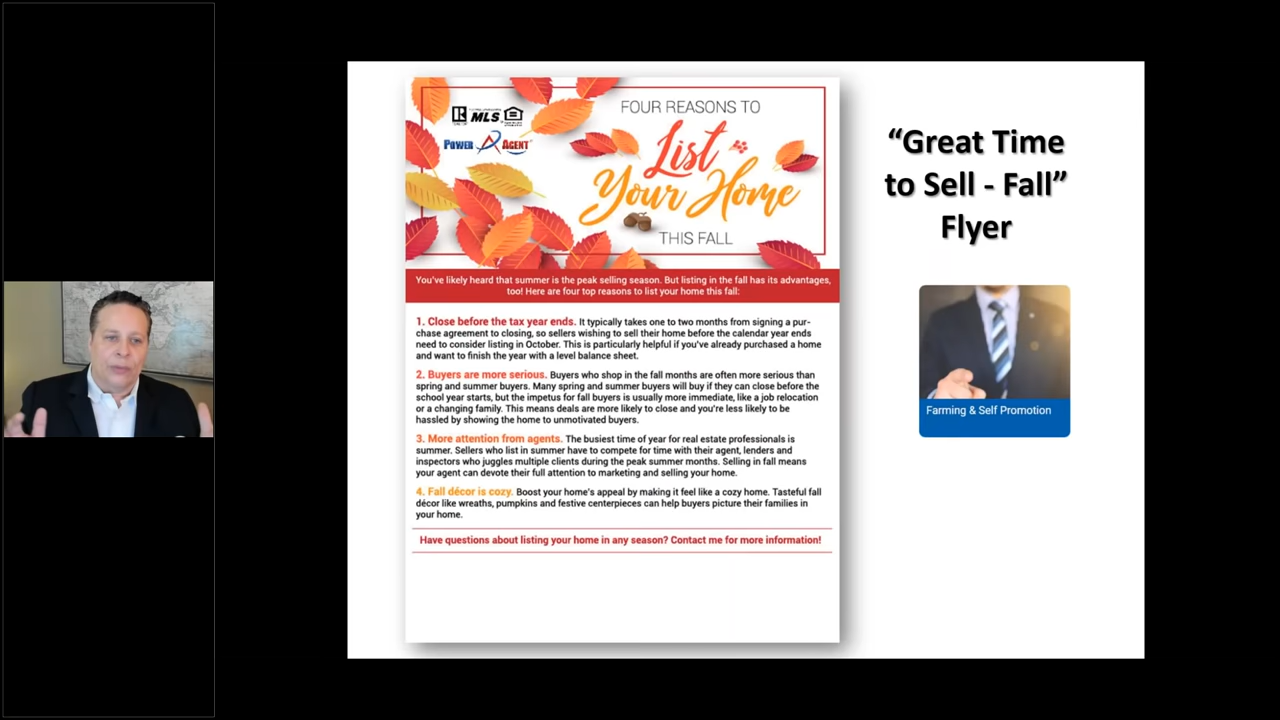 MLS
POWER AGENT
FOUR REASONS TO
List
Your Home
THIS FALL
You've likely heard that summer is the peak selling season. But listing in the fall has its advantages,
too! Here are four top reasons to list your home this fall:
1. Close before the tax year ends. It typically takes one to two months from signing a pur-
chase agreement to closing, so sellers wishing to sell their home before the calendar year ends
need to consider listing in October. This is particularly helpful if you've already purchased a home
and want to finish the year with a level balance sheet.
2. Buyers are more serious. Buyers who shop in the fall months are often more serious than
spring and summer buyers. Many spring and summer buyers will buy if they can close before the
school year starts, but the impetus for fall buyers is usually more immediate, like a job relocation
or a changing family. This means deals are more likely to close and you're less likely to be
hassled by showing the home to unmotivated buyers.
3. More attention from agents. The busiest time of year for real estate professionals is
summer. Sellers who list in summer have to compete for time with their agent, lenders and
inspectors who juggles multiple clients during the peak summer months. Selling in fall means
your agent can devote their full attention to marketing and selling your home.
4. Fall décor is cozy. Boost your home's appeal by making it feel like a cozy home. Tasteful fall
décor like wreaths, pumpkins and festive centerpieces can help buyers picture their families in
your home.
Have questions about listing your home in any season? Contact me for more information!
“Great Time
to Sell - Fall”
Flyer
Farming & Self Promotion